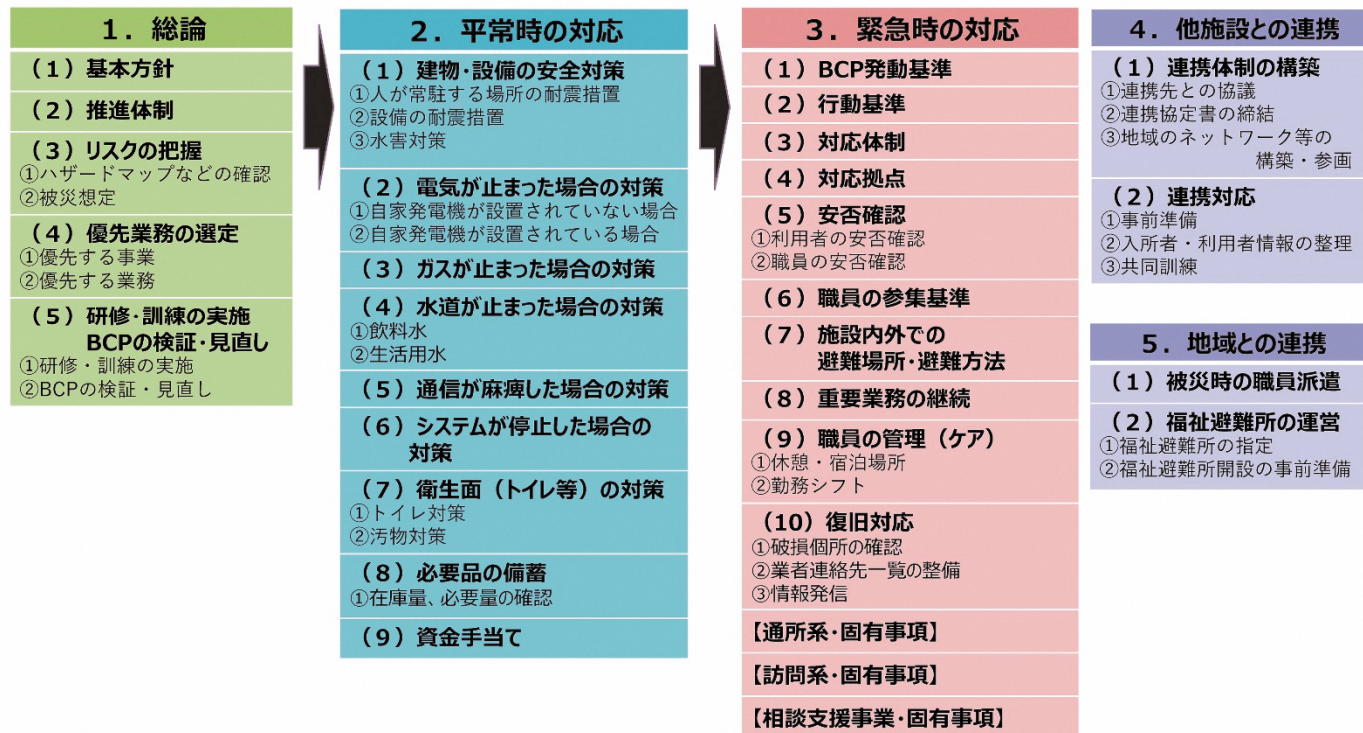 1．総論
（1）基本方針
（2）推進体制
（3）リスクの把握
①ハザードマップなどの確認
②被災想定
（4）優先業務の選定
①優先する事業
②優先する業務
（5）研修･訓練の実施
BCPの検証･見直し
①研修・訓練の実施
②BCPの検証・見直し
2．平常時の対応
（1）建物･設備の安全対策
①人が常駐する場所の耐震措置
②設備の耐震措置
③水害対策
（2）電気が止まった場合の対策
①自家発電機が設置されていない場合
②自家発電機が設置されている場合
（3）ガスが止まった場合の対策
（4）水道が止まった場合の対策
①飲料水
②生活用水
（5）通信が麻痺した場合の対策
（6）システムが停止した場合の
対策
（7）衛生面（トイレ等）の対策
①トイレ対策
②汚物対策
（8）必要品の備蓄
①在庫量、必要量の確認
（9）資金手当て
3．緊急時の対応
（1）BCP発動基準
（2）行動基準
（3）対応体制
（4）対応拠点
（5）安否確認
①利用者の安否確認
②職員の安否確認
（6）職員の参集基準
（7）施設内外での
避難場所･避難方法
（8）重要業務の継続
（9）職員の管理（ケア）
①休憩・宿泊場所
②勤務シフト
（10）復旧対応
①破損個所の確認
②業者連絡先一覧の整備
③情報発信
【通所系･固有事項】
【訪問系･固有事項】
【相談支援事業･固有事項】
4．他施設との連携
（1）連携体制の構築
①連携先との協議
②連携協定書の締結
③地域のネットワーク等の
構築・参画
（2）連携対応
①事前準備
②入所者・利用者情報の整理
③共同訓練
5．地域との連携
（1）被災時の職員派遣
（2）福祉避難所の運営
①福祉避難所の指定
②福祉避難所開設の事前準備